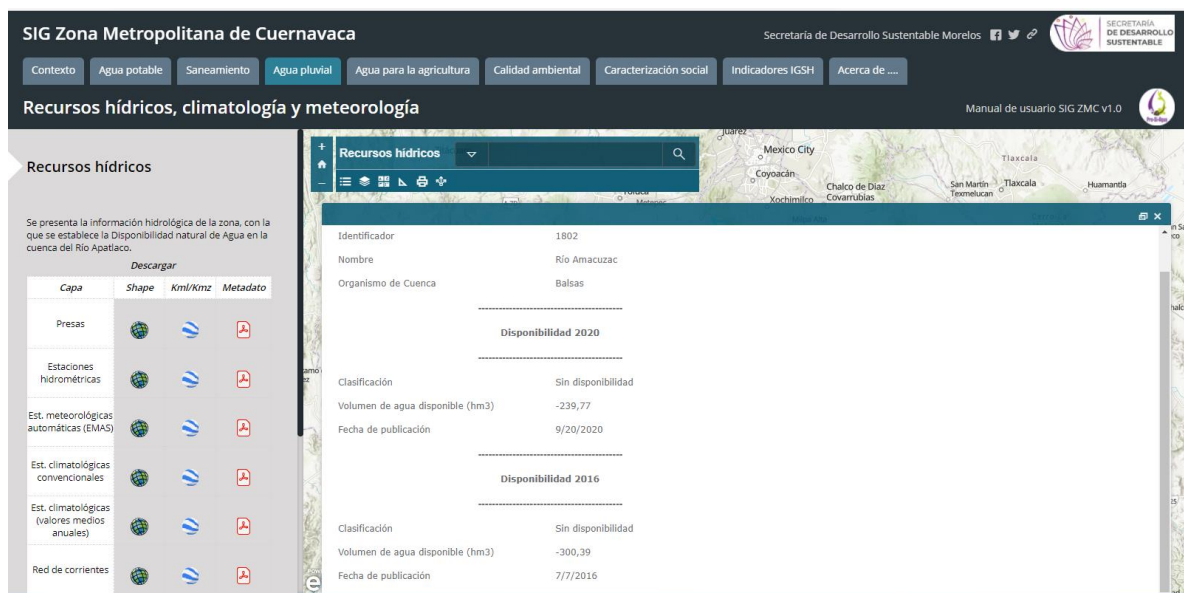 SIG Zona Metropolitana de Cuernavaca
Secretaría de Desarrollo Sustentable Morelos
SECRETARÍA
DE DESARROLLO
SUSTENTABLE
Contexto
Agua potable
Saneamiento
Agua pluvial
Agua para la agricultura
Calidad ambiental
Caracterización social
Indicadores IGSH
Acerca de ....
Recursos hídricos, climatología y meteorología
Manual de usuario SIG ZMC v1.0
Recursos hídricos
Se presenta la información hidrológica de la zona, con la
que se establece la Disponibilidad natural de Agua en la
cuenca del Río Apatlaco.
Descargar
Capa Shape Kml/Kmz Metadato
Presas
Estaciones
hidrométricas
Est. meteorológicas
automáticas (EMAS)
Est. climatológicas
convencionales
Est. climatológicas
(valores medios
anuales)
Red de corrientes
Recursos hídricos
Juárez
Mexico City
Coyoacán
Xochimilco
Chalco de Díaz
Covarrubias
San Martín
Texmelucan
Tlaxcala
Tlaxcala
Huamantla
Identificador 1802
Nombre Río Amacuzac
Organismo de Cuenca Balsas
----------------------------------------
Disponibilidad 2020
----------------------------------------
Clasificación Sin disponibilidad
Volumen de agua disponible (hm3) -239,77
Fecha de publicación 9/20/2020
----------------------------------------
Disponibilidad 2016
----------------------------------------
Clasificación Sin disponibilidad
Volumen de agua disponible (hm3) -300,39
Fecha de publicación 7/7/2016